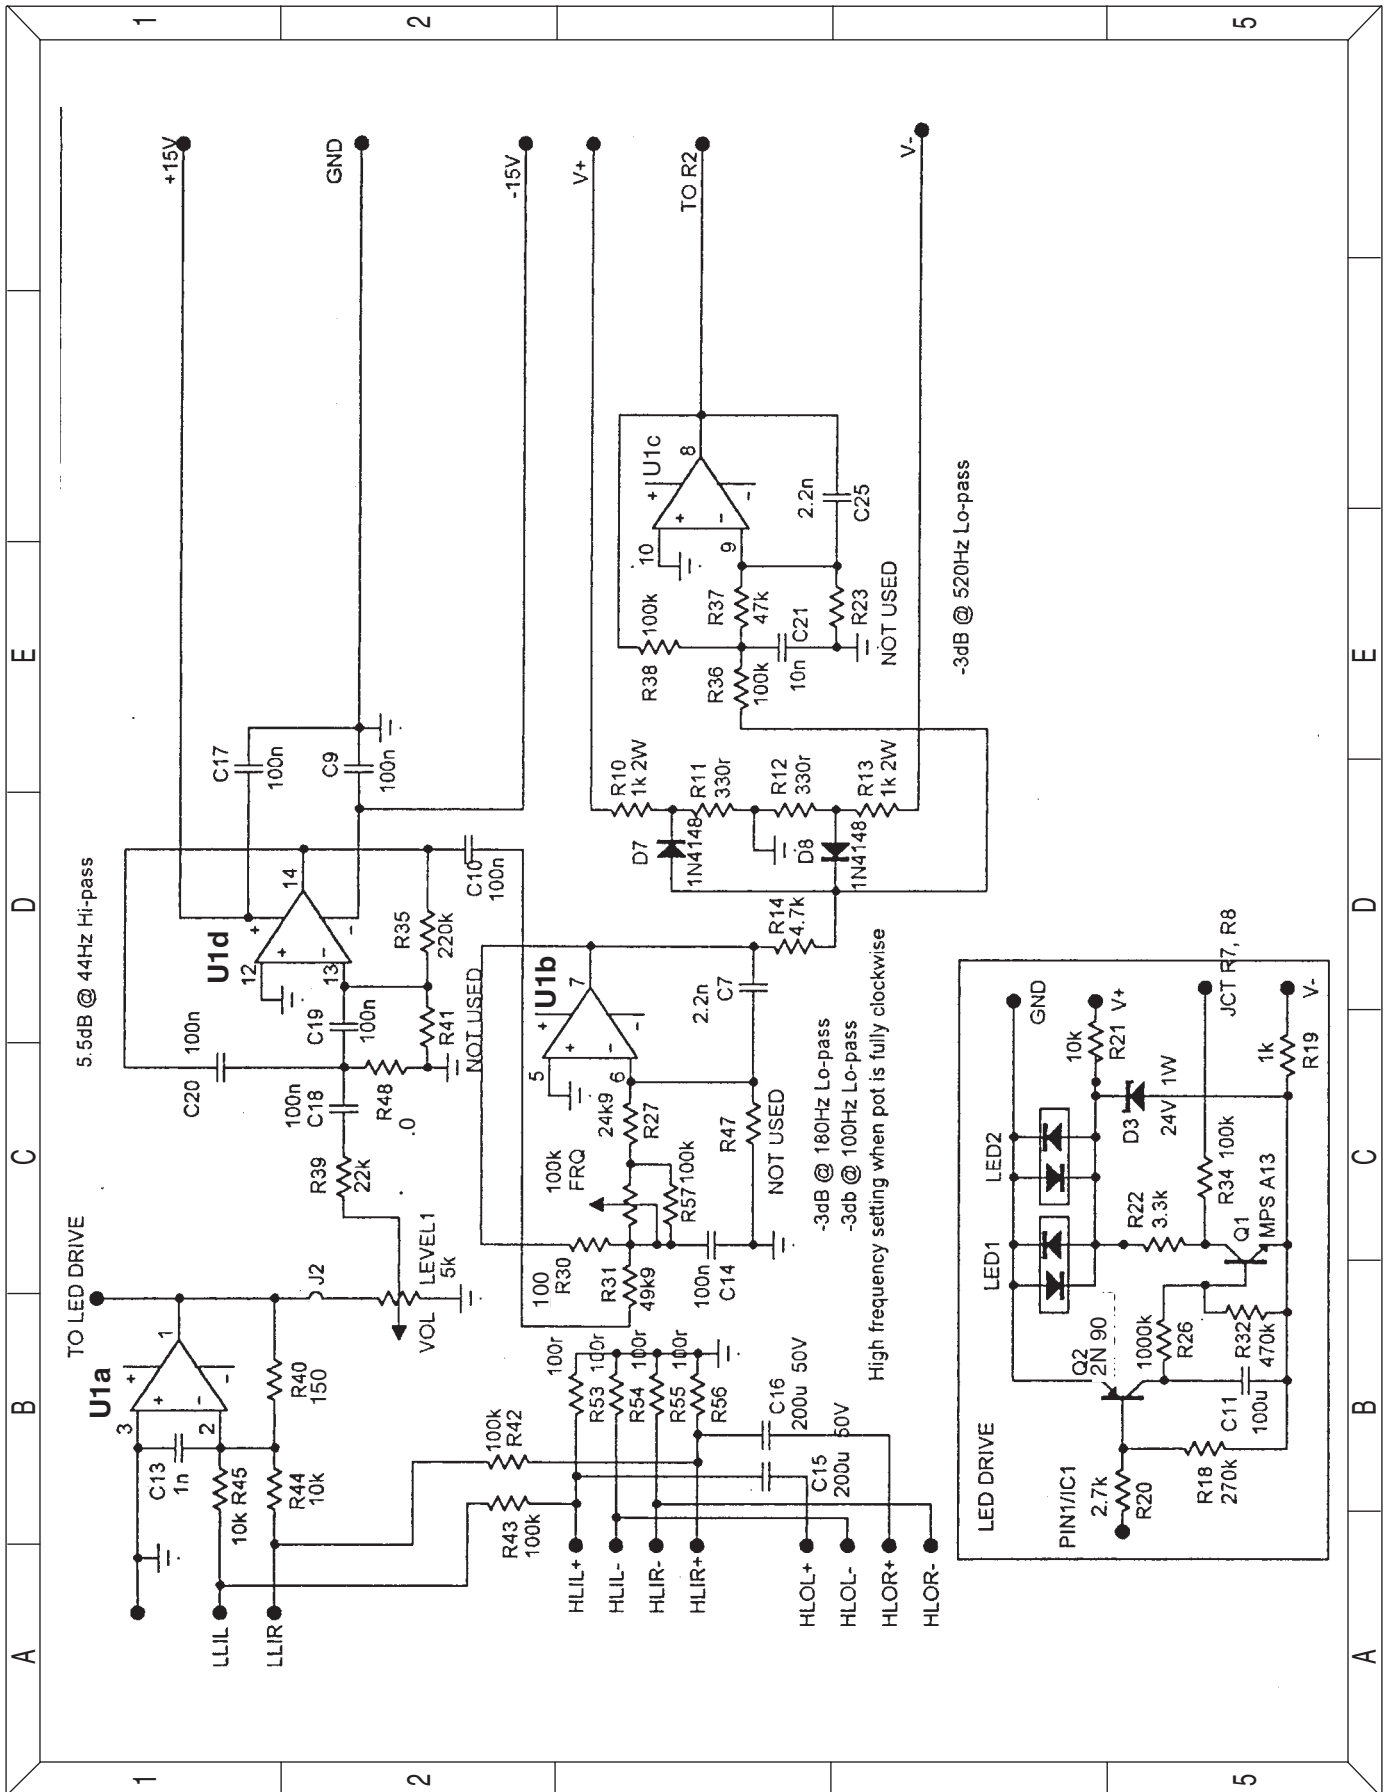 A
B
C
D
E
1
2
5
5.5dB @ 44Hz Hi-pass
TO LED DRIVE
U1a
3
2
1
+
-
C13
1n
R40
150
10k R45
R44
10k
LLIL
LLIR
J2
VOL LEVEL1
5k
R39
22k
C20
100n
100n
C18
C19
100n
R48
.0
R41
NOT USED
R35
220k
U1d
12
13
14
+
-
C10
100n
C17
100n
C9
100n
+15V
GND
-15V
V+
TO R2
V-
100k
R42
R43
100k
100r
R53
100r
R54
100r
R55
100r
R56
HLIL+
HLIL-
HLIR-
HLIR+
C16
200u 50V
C15
200u 50V
HLOL+
HLOL-
HLOR+
HLOR-
100
R30
R31
49k9
100k
FRQ
R57 100k
24k9
R27
100n
C14
R47
NOT USED
U1b
5
6
7
+
-
2.2n
C7
R14
4.7k
-3dB @ 180Hz Lo-pass
-3db @ 100Hz Lo-pass
High frequency setting when pot is fully clockwise
D7
1N4148
D8
1N4148
R10
1k 2W
R11
330r
R12
330r
R13
1k 2W
R38
100k
R36
100k
R37
47k
C21
10n
R23
NOT USED
U1c
10
9
8
+
-
2.2n
C25
-3dB @ 520Hz Lo-pass
LED DRIVE
PIN1/IC1
2.7k
R20
R18
270k
Q2
2N 90
1000k
R26
C11
100u
R32
470k
LED1
LED2
R22
3.3k
Q1
MPS A13
R34 100k
D3
24V 1W
10k
R21
1k
R19
GND
V+
JCT R7, R8
V-
A
B
C
D
E
1
2
5